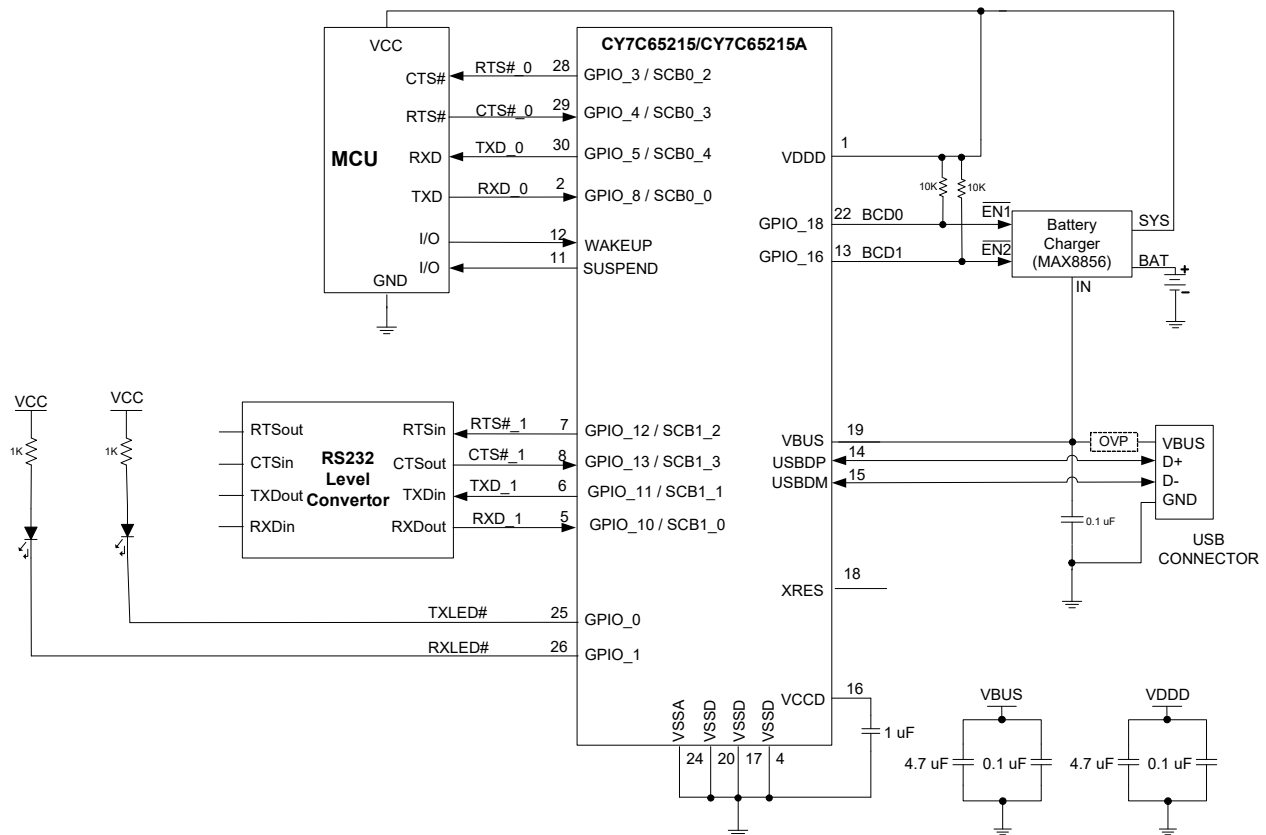 CY7C65215/CY7C65215A
VCC
CTS#
RTS#
MCU
RXD
TXD
I/O
I/O
GND
RTS#_0
28
GPIO_3 / SCB0_2
CTS#_0
29
GPIO_4 / SCB0_3
TXD_0
30
GPIO_5 / SCB0_4
RXD_0
2
GPIO_8 / SCB0_0
12
WAKEUP
11
SUSPEND
VDDD
1
10K
10K
GPIO_18
22
BCD0
EN1
GPIO_16
13
BCD1
EN2
Battery
Charger
(MAX8856)
SYS
BAT
IN
+
-
VCC
VCC
1K
1K
RTSout
CTSin
TXDout
RXDin
RS232
Level
Convertor
RTSin
CTSout
TXDin
RXDout
RTS#_1
7
GPIO_12 / SCB1_2
CTS#_1
8
GPIO_13 / SCB1_3
TXD_1
6
GPIO_11 / SCB1_1
RXD_1
5
GPIO_10 / SCB1_0
VBUS
19
OVP
VBUS
USBDP
14
D+
USBDM
15
D-
GND
0.1 uF
USB
CONNECTOR
XRES
18
TXLED#
25
GPIO_0
RXLED#
26
GPIO_1
VCCD
16
1 uF
VSSA
VSSD
VSSD
VSSD
24
20
17
4
VBUS
4.7 uF
0.1 uF
VDDD
4.7 uF
0.1 uF